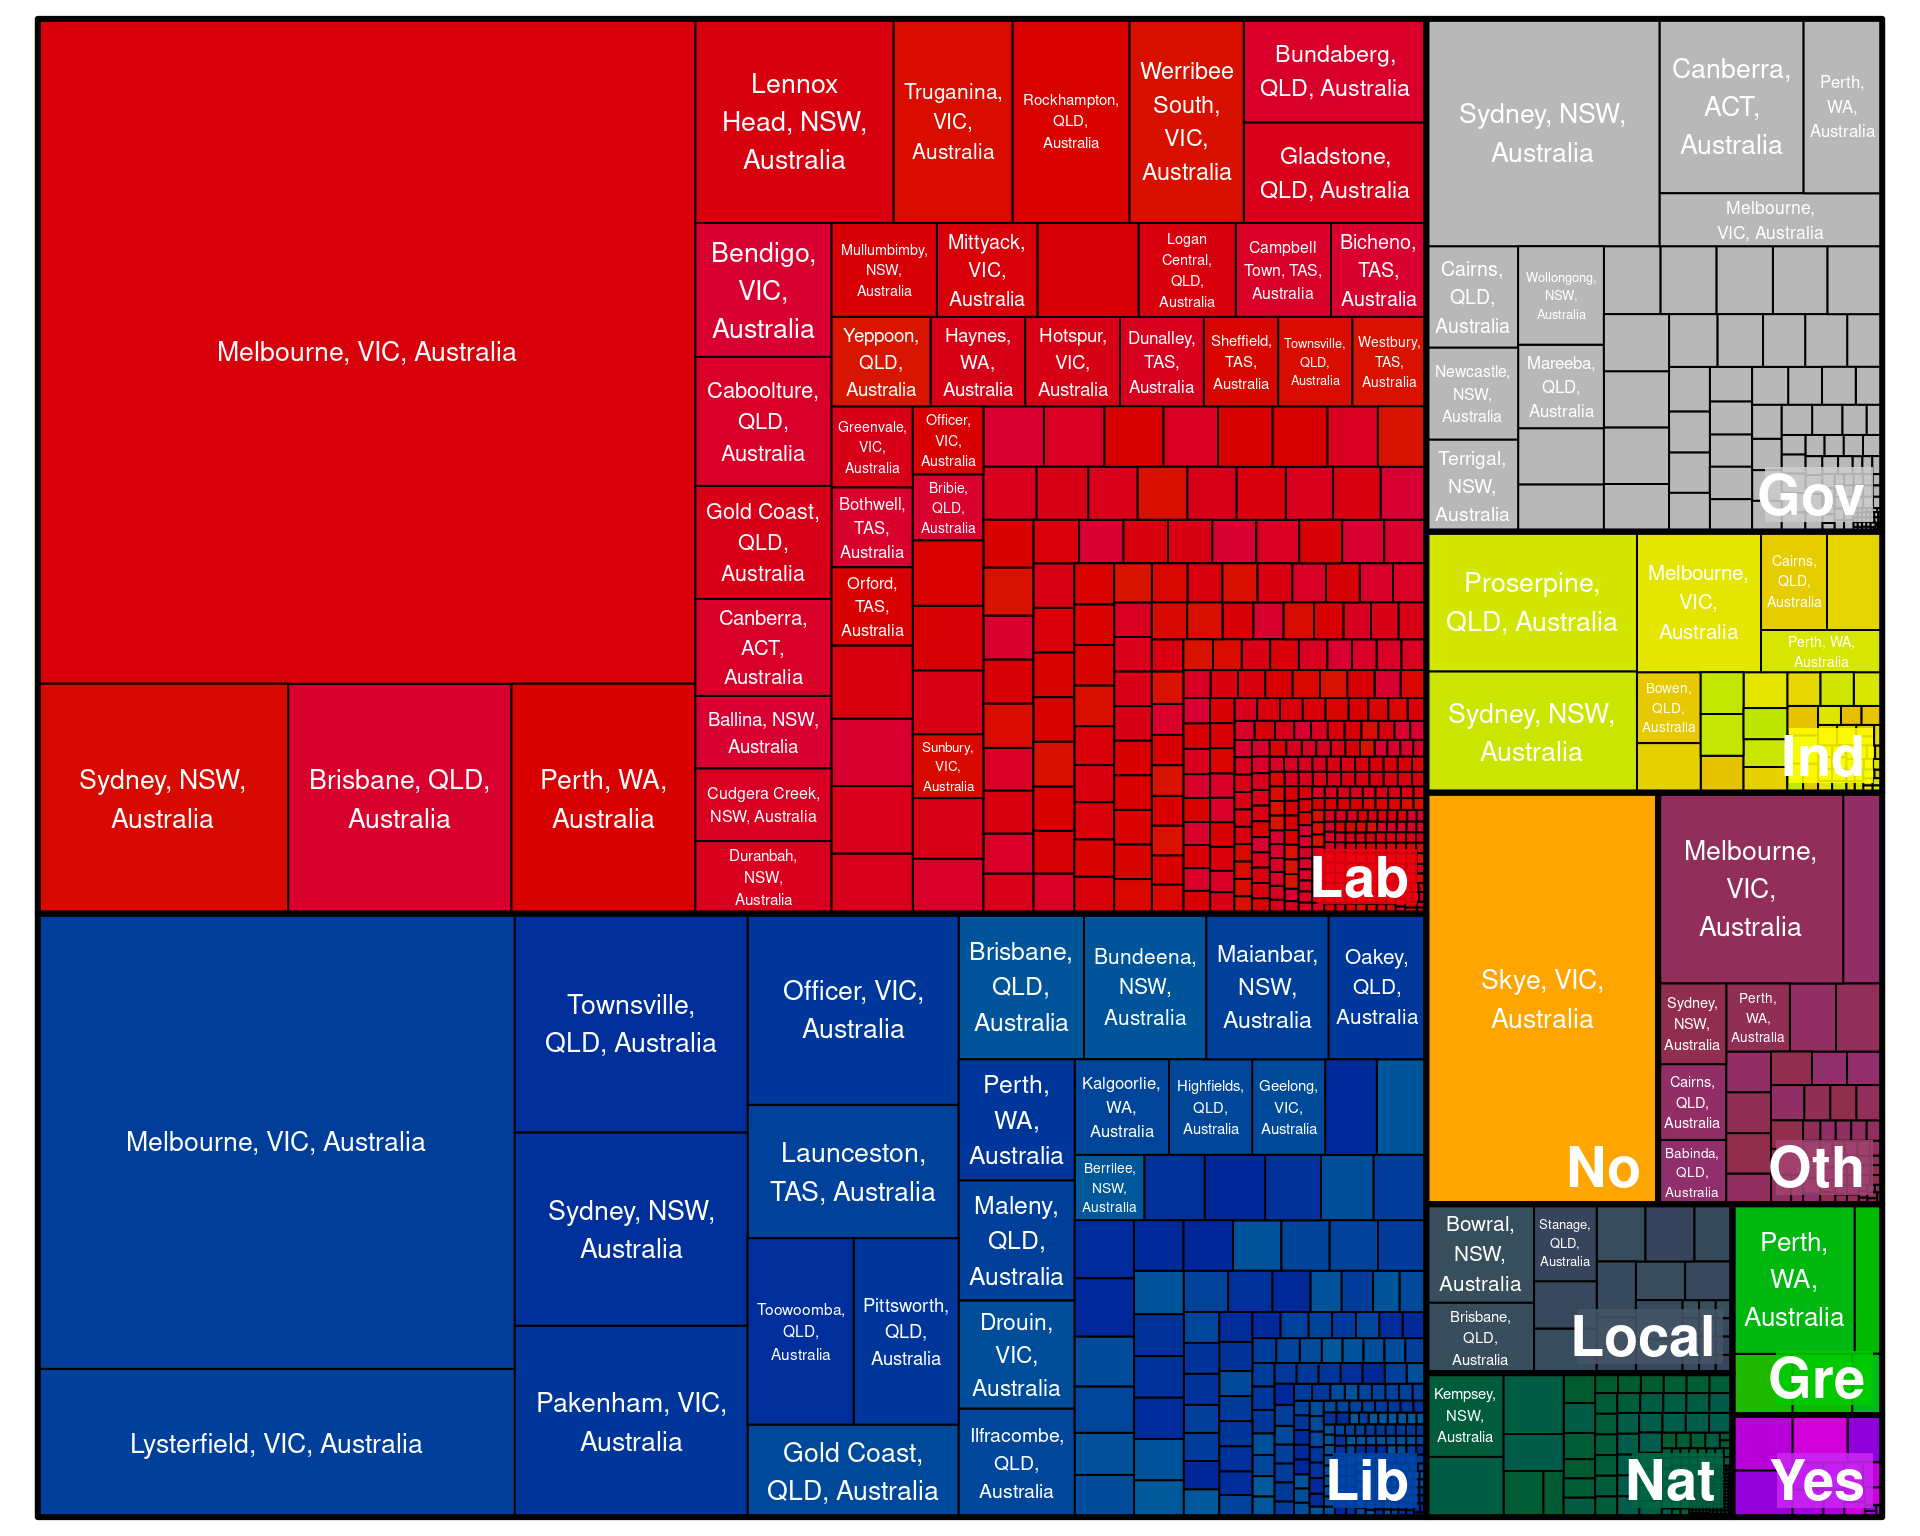 Melbourne, VIC, Australia
Sydney, NSW,
Australia
Brisbane, QLD,
Australia
Perth, WA,
Australia
Lennox
Head, NSW,
Australia
Truganina,
VIC,
Australia
Rockhampton,
QLD,
Australia
Werribee
South,
VIC,
Australia
Bundaberg,
QLD, Australia
Gladstone,
QLD, Australia
Bendigo,
VIC,
Australia
Caboolture,
QLD,
Australia
Gold Coast,
QLD,
Australia
Canberra,
ACT,
Australia
Ballina, NSW,
Australia
Cudgera Creek,
NSW, Australia
Duranbah,
NSW,
Australia
Mullumbimby,
NSW,
Australia
Mittyack,
VIC,
Australia
Logan
Central,
QLD,
Australia
Campbell
Town, TAS,
Australia
Bicheno,
TAS,
Australia
Yeppoon,
QLD,
Australia
Haynes,
WA,
Australia
Hotspur,
VIC,
Australia
Dunalley,
TAS,
Australia
Sheffield,
TAS,
Australia
Townsville,
QLD,
Australia
Westbury,
TAS,
Australia
Greenvale,
VIC,
Australia
Bothwell,
TAS,
Australia
Orford,
TAS,
Australia
Officer,
VIC,
Australia
Bribie,
QLD,
Australia
Sunbury,
VIC,
Australia
Lab
Melbourne, VIC, Australia
Lysterfield, VIC, Australia
Townsville,
QLD, Australia
Sydney, NSW,
Australia
Pakenham, VIC,
Australia
Officer, VIC,
Australia
Launceston,
TAS, Australia
Toowoomba,
QLD,
Australia
Pittsworth,
QLD,
Australia
Gold Coast,
QLD, Australia
Brisbane,
QLD,
Australia
Bundeena,
NSW,
Australia
Maianbar,
NSW,
Australia
Oakey,
QLD,
Australia
Perth,
WA,
Australia
Maleny,
QLD,
Australia
Drouin,
VIC,
Australia
Ilfracombe,
QLD,
Australia
Kalgoorlie,
WA,
Australia
Highfields,
QLD,
Australia
Geelong,
VIC,
Australia
Berrilee,
NSW,
Australia
Lib
Sydney, NSW,
Australia
Canberra,
ACT,
Australia
Perth,
WA,
Australia
Melbourne,
VIC, Australia
Cairns,
QLD,
Australia
Newcastle,
NSW,
Australia
Terrigal,
NSW,
Australia
Wollongong,
NSW,
Australia
Mareeba,
QLD,
Australia
Gov
Proserpine,
QLD, Australia
Sydney, NSW,
Australia
Melbourne,
VIC,
Australia
Cairns,
QLD,
Australia
Perth, WA,
Australia
Bowen,
QLD,
Australia
Ind
Skye, VIC,
Australia
No
Melbourne,
VIC,
Australia
Sydney,
NSW,
Australia
Perth,
WA,
Australia
Cairns,
QLD,
Australia
Babinda,
QLD,
Australia
Oth
Bowral,
NSW,
Australia
Brisbane,
QLD,
Australia
Stanage,
QLD,
Australia
Local
Perth,
WA,
Australia
Gre
Kempsey,
NSW,
Australia
Nat
Yes